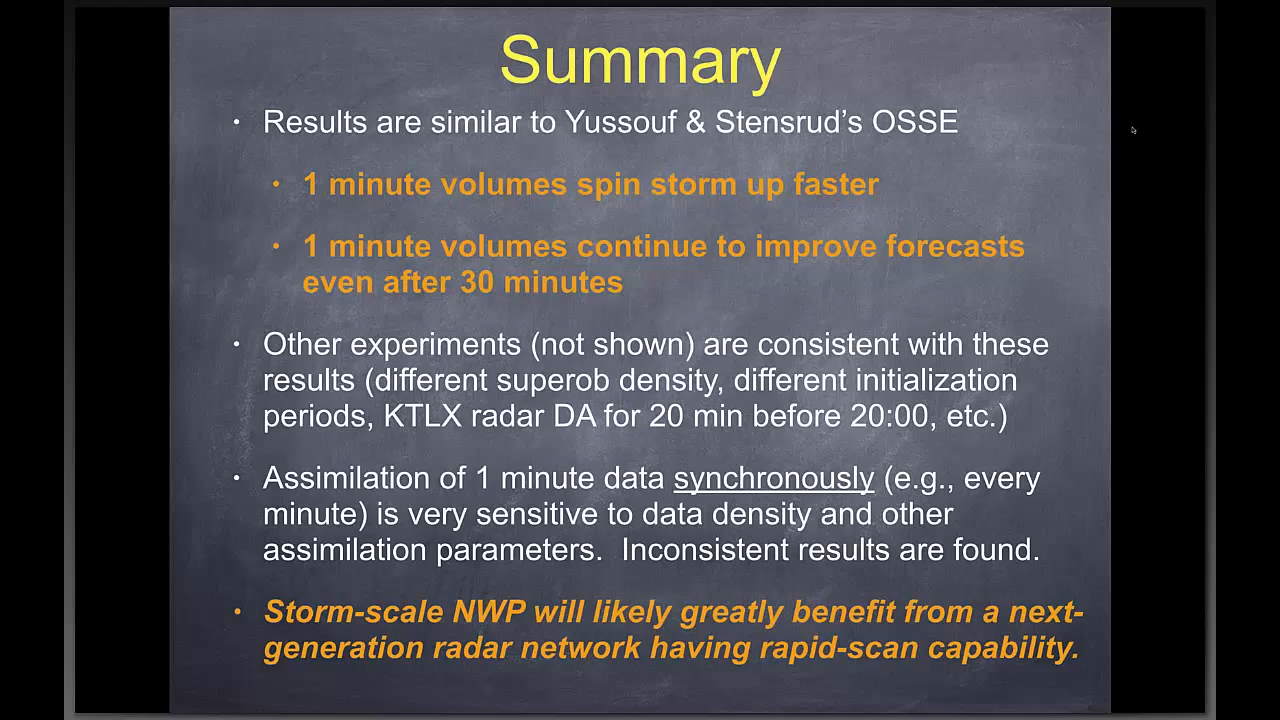 Summary
• Results are similar to Yussouf & Stensrud's OSSE
• 1 minute volumes spin storm up faster
• 1 minute volumes continue to improve forecasts
even after 30 minutes
• Other experiments (not shown) are consistent with these
results (different superob density, different initialization
periods, KTLX radar DA for 20 min before 20:00, etc.)
• Assimilation of 1 minute data synchronously (e.g., every
minute) is very sensitive to data density and other
assimilation parameters.  Inconsistent results are found.
• Storm-scale NWP will likely greatly benefit from a next-
generation radar network having rapid-scan capability.